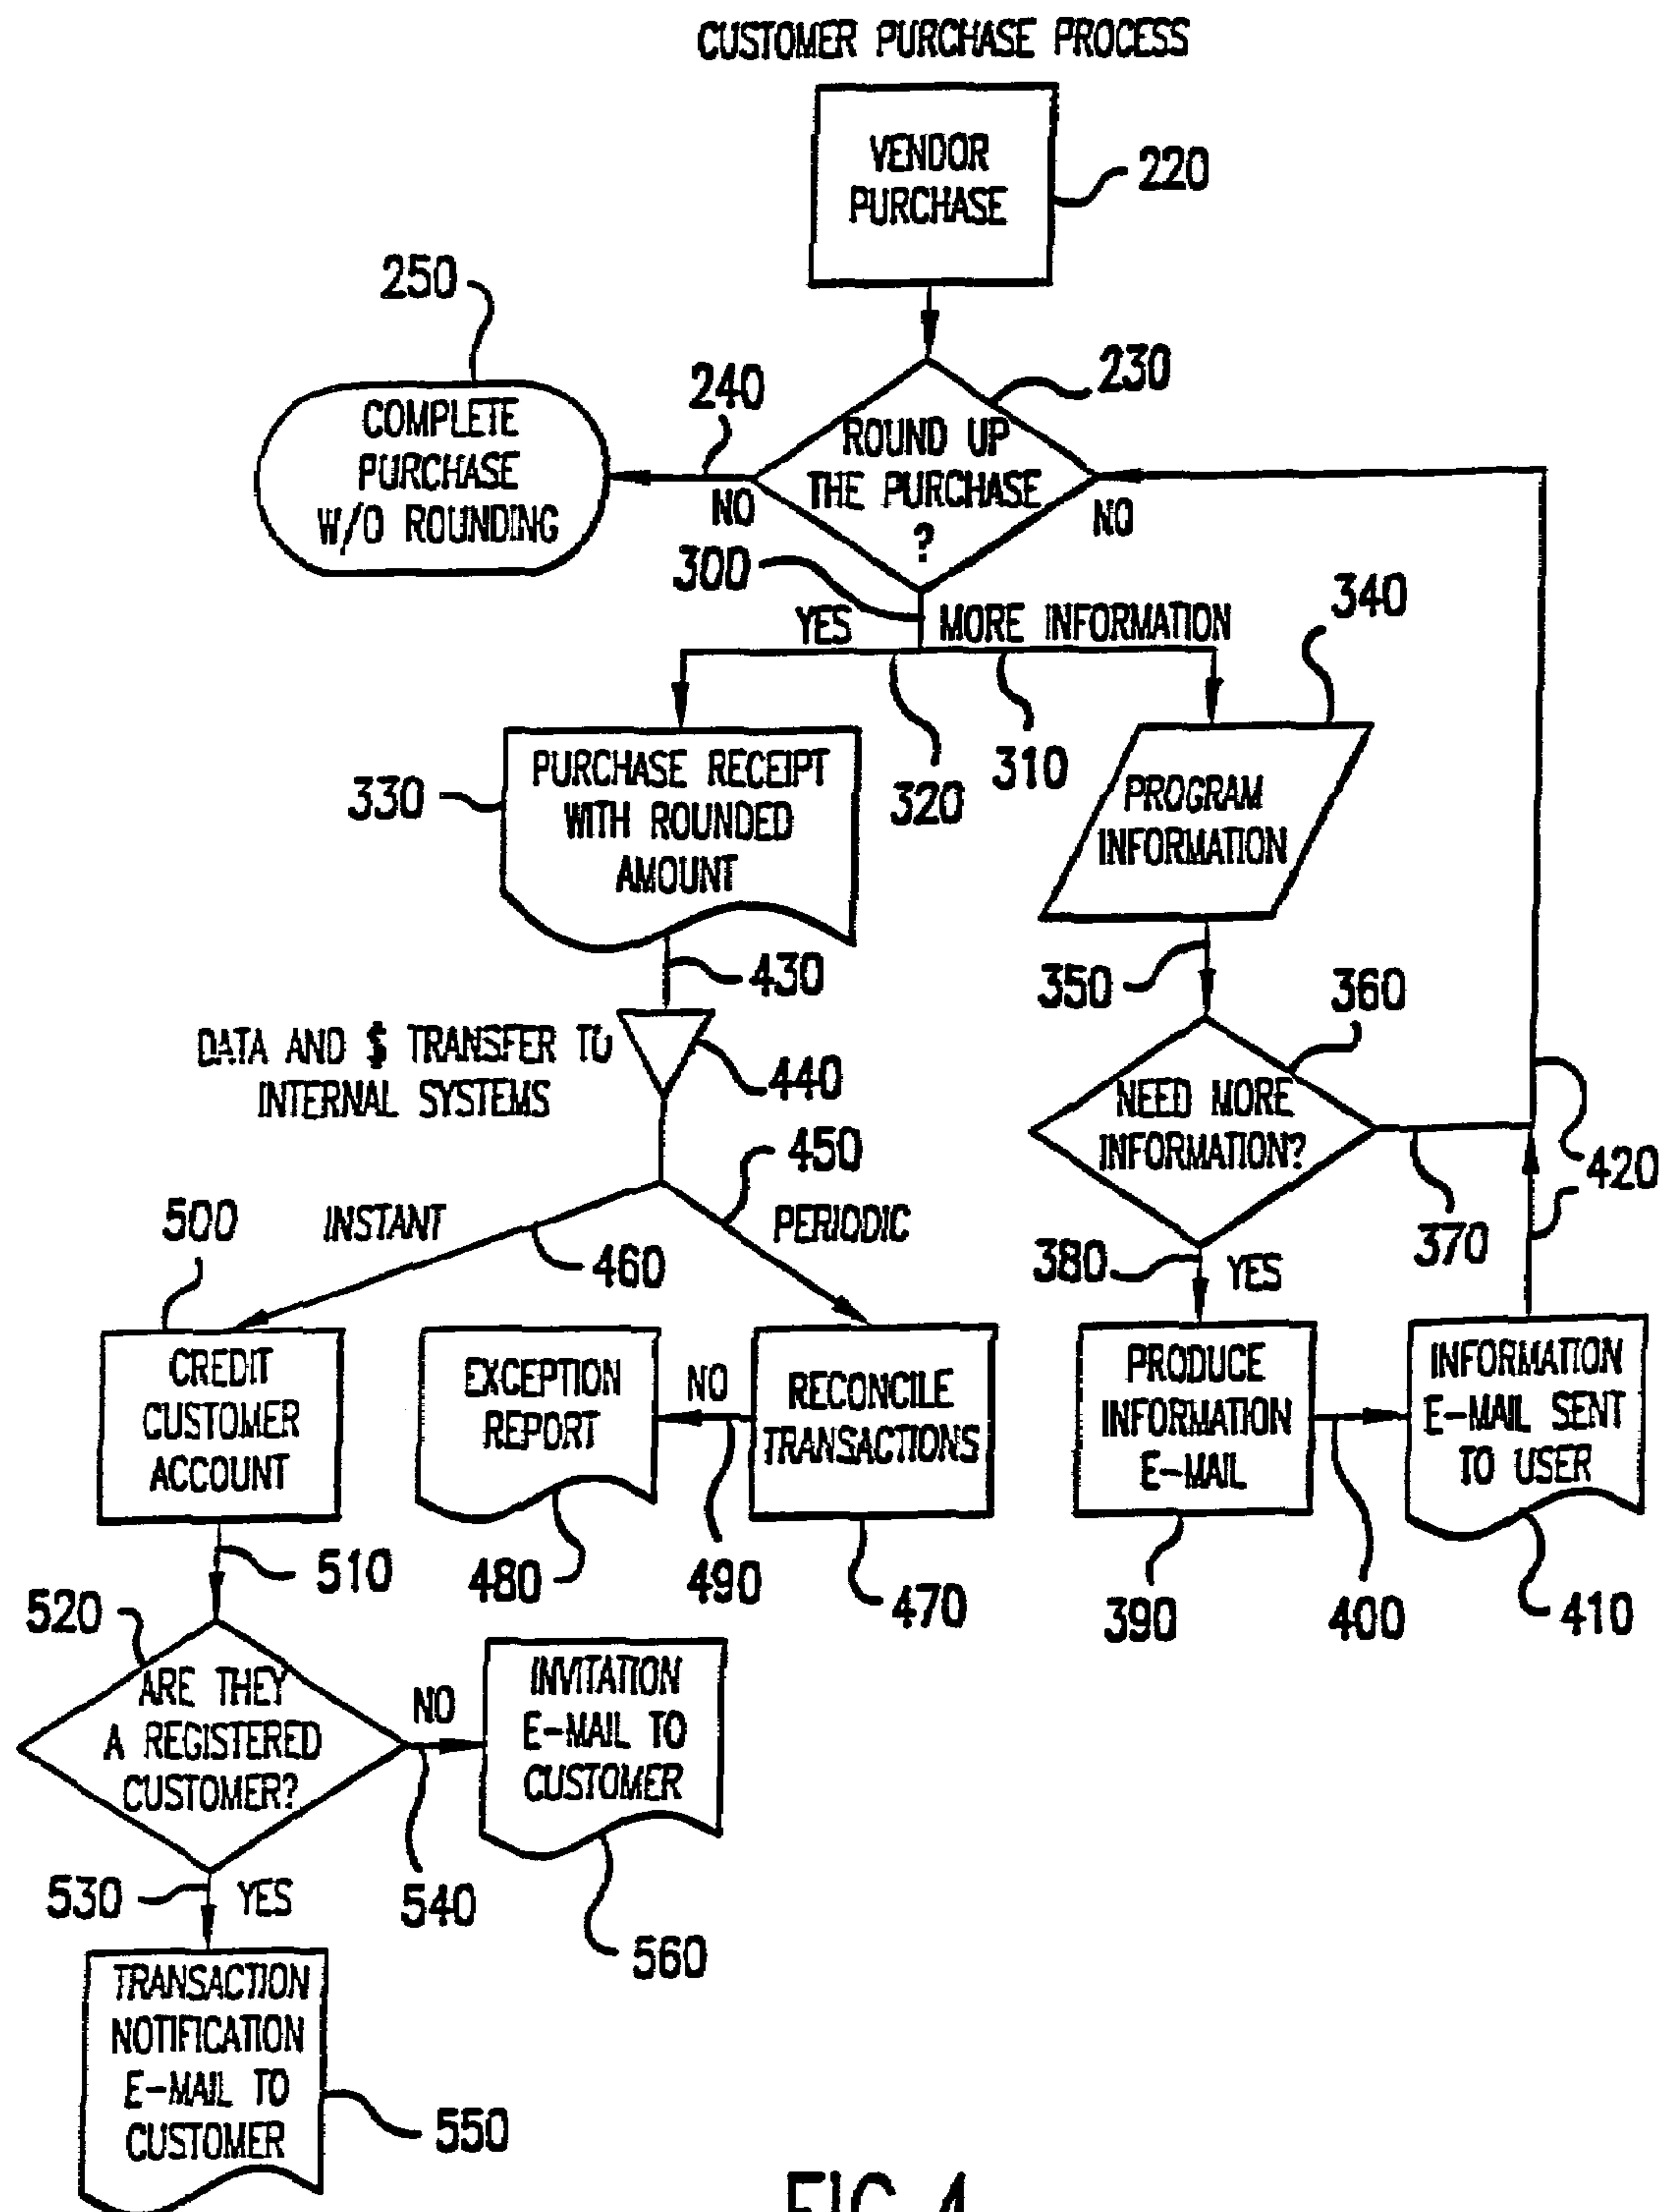 CUSTOMER PURCHASE PROCESS
VENDOR
PURCHASE
220
250
COMPLETE
PURCHASE
W/O ROUNDING
240
NO
230
ROUND UP
THE PURCHASE
?
NO
300
YES
MORE INFORMATION
340
330
PURCHASE RECEIPT
WITH ROUNDED
AMOUNT
320
310
PROGRAM
INFORMATION
430
350
360
DATA AND $ TRANSFER TO
INTERNAL SYSTEMS
440
NEED MORE
INFORMATION?
420
370
450
500
INSTANT
PERIODIC
460
380
YES
CREDIT
CUSTOMER
ACCOUNT
EXCEPTION
REPORT
NO
RECONCILE
TRANSACTIONS
PRODUCE
INFORMATION
E-MAIL
INFORMATION
E-MAIL SENT
TO USER
510
480
490
470
390
400
410
520
ARE THEY
A REGISTERED
CUSTOMER?
NO
INVITATION
E-MAIL TO
CUSTOMER
530
YES
540
560
TRANSACTION
NOTIFICATION
E-MAIL TO
CUSTOMER
550
FIG.4